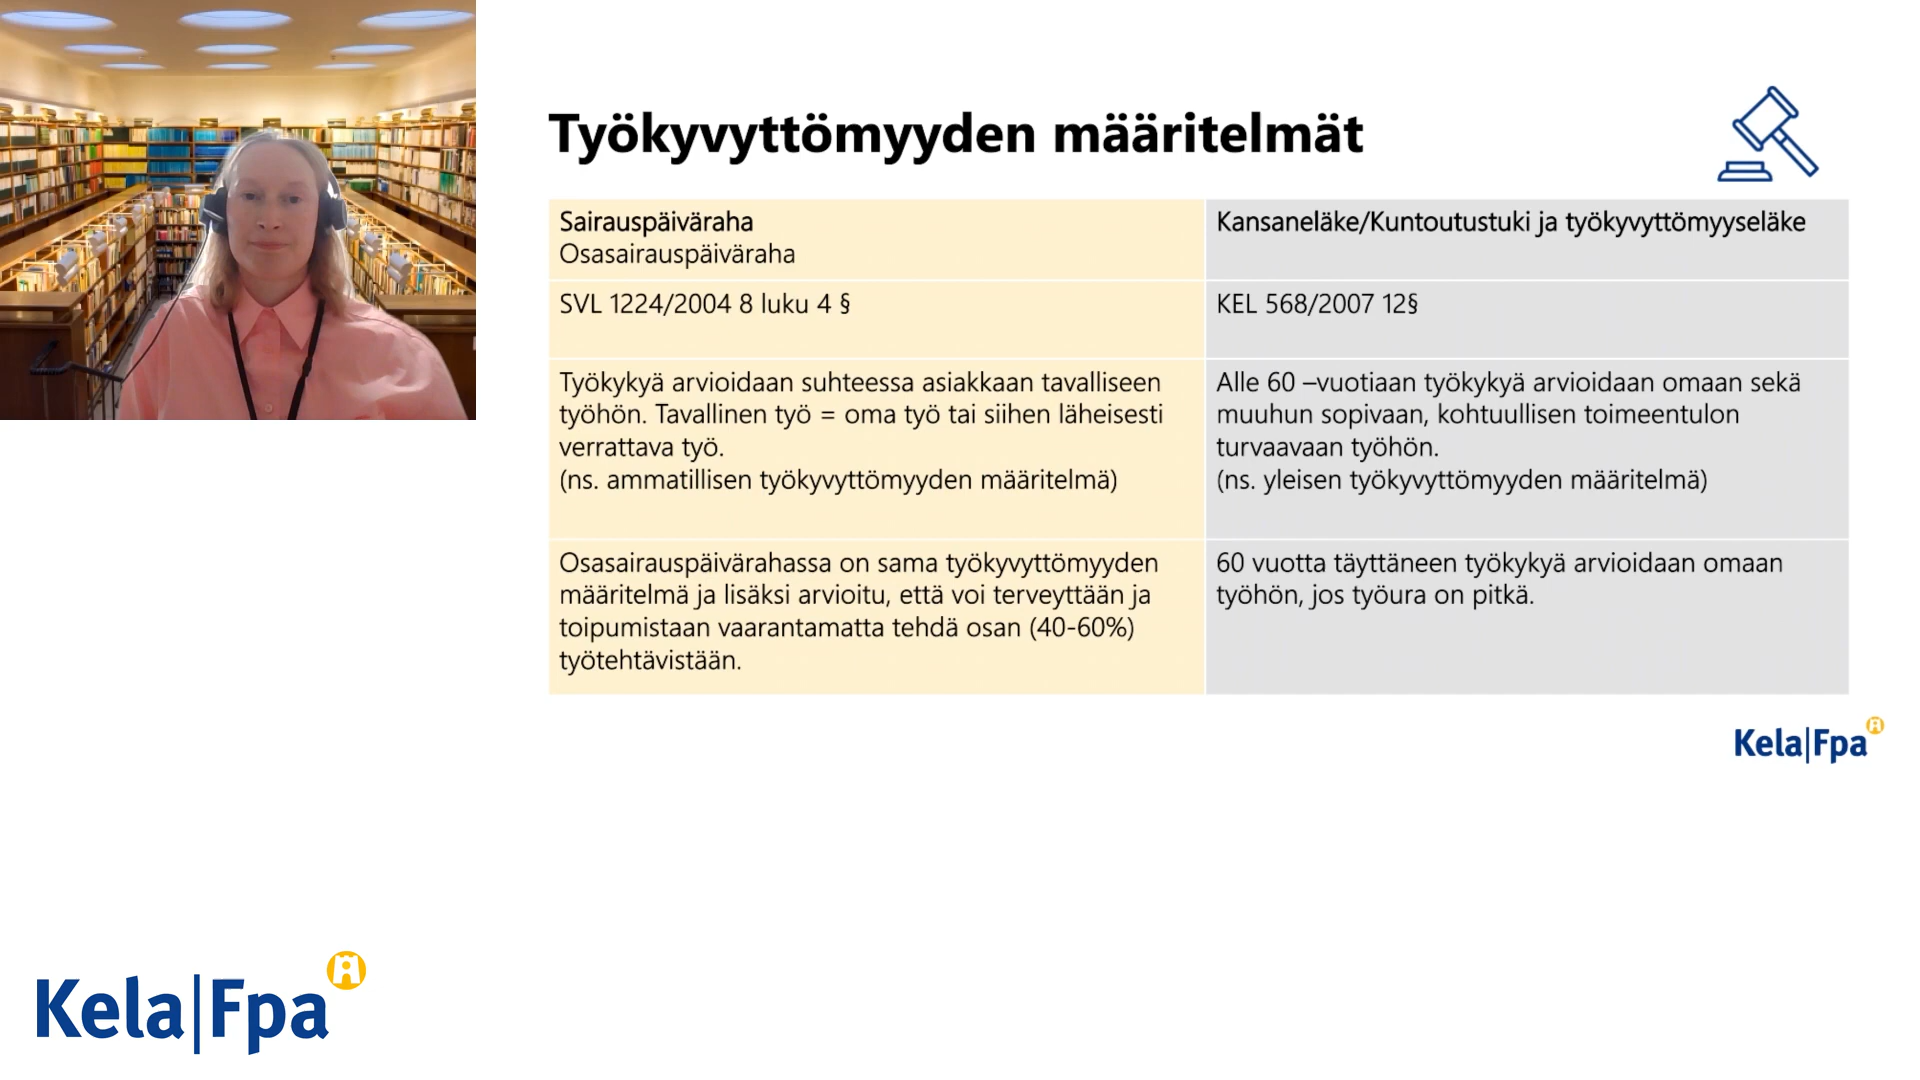 Työkyvyttömyyden määritelmät
Sairauspäiväraha
Osasairauspäiväraha
Kansaneläke/Kuntoutustuki ja työkyvyttömyyseläke
SVL 1224/2004 8 luku 4 §
KEL 568/2007 12§
Työkykyä arvioidaan suhteessa asiakkaan tavalliseen
työhön. Tavallinen työ = oma työ tai siihen läheisesti
verrattava työ.
(ns. ammatillisen työkyvyttömyyden määritelmä)
Alle 60 –vuotiaan työkykyä arvioidaan omaan sekä
muuhun sopivaan, kohtuullisen toimeentulon
turvaavaan työhön.
(ns. yleisen työkyvyttömyyden määritelmä)
Osasairauspäivärahassa on sama työkyvyttömyyden
määritelmä ja lisäksi arvioitu, että voi terveyttään ja
toipumistaan vaarantamatta tehdä osan (40-60%)
työtehtävistään.
60 vuotta täyttäneen työkykyä arvioidaan omaan
työhön, jos työura on pitkä.
Kela|Fpa
Kela|Fpa